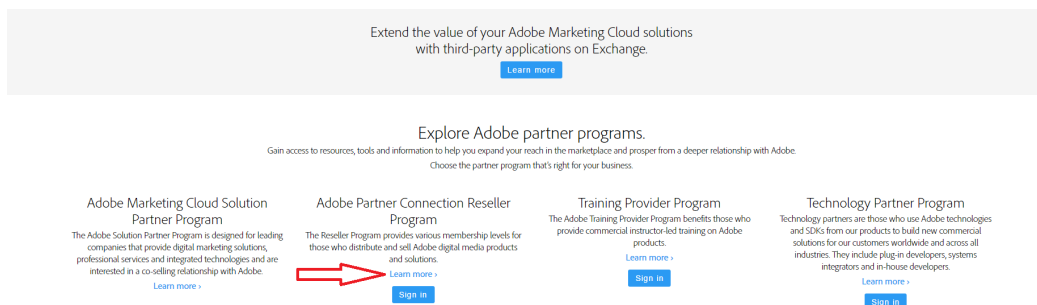 Extend the value of your Adobe Marketing Cloud solutions
with third-party applications on Exchange.
Learn more
Explore Adobe partner programs.
Gain access to resources, tools and information to help you expand your reach in the marketplace and prosper from a deeper relationship with Adobe.
Choose the partner program that's right for your business.
Adobe Marketing Cloud Solution
Partner Program
The Adobe Solution Partner Program is designed for leading
companies that provide digital marketing solutions,
professional services and integrated technologies and are
interested in a co-selling relationship with Adobe.
Learn more ›
Adobe Partner Connection Reseller
Program
The Reseller Program provides various membership levels for
those who distribute and sell Adobe digital media products
and solutions.
Learn more ›
Sign in
Training Provider Program
The Adobe Training Provider Program benefits those who
provide commercial instructor-led training on Adobe
products.
Learn more ›
Sign in
Technology Partner Program
Technology partners are those who use Adobe technologies
and SDKs from our products to build new commercial
solutions for our customers worldwide and across all
industries. They include plug-in developers, systems
integrators and in-house developers.
Learn more ›
Sign in